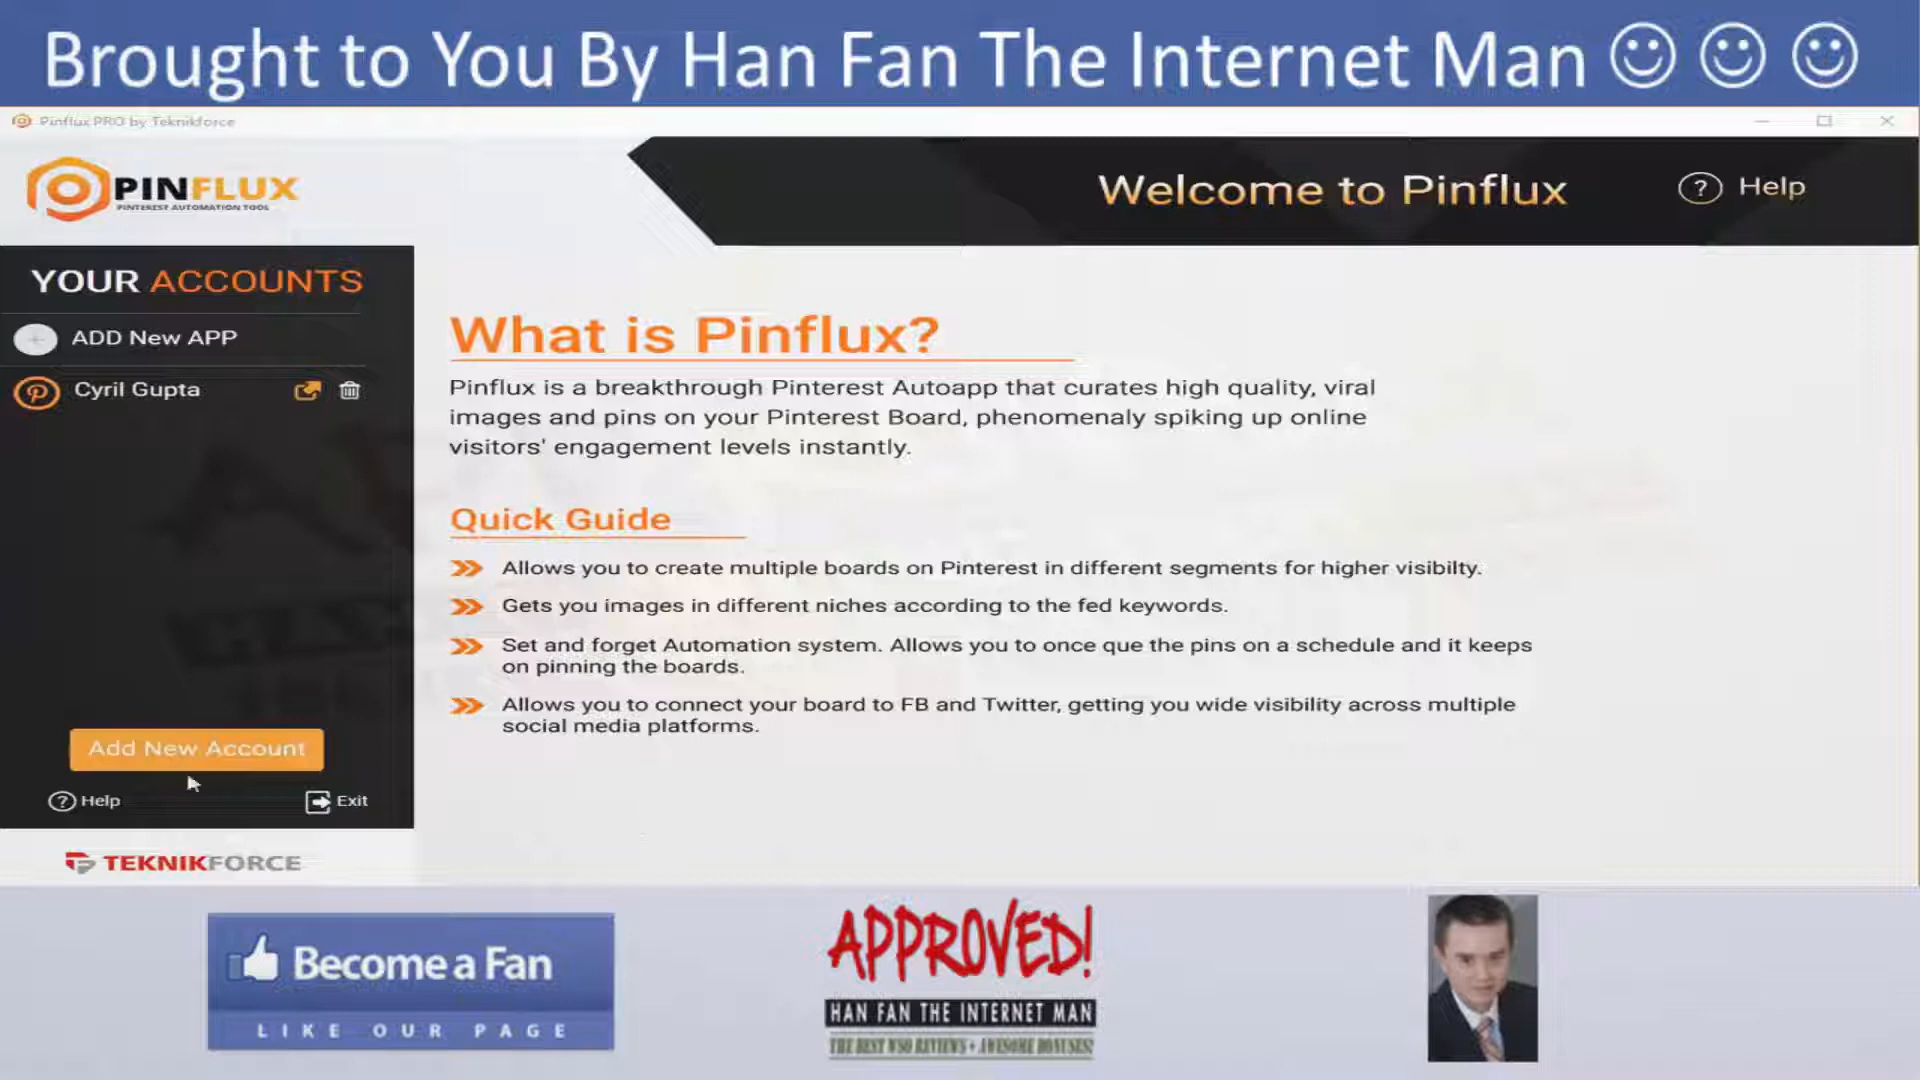 Brought to You By Han Fan The Internet Man
Pinflux PRO by Teknikforce
PINFLUX
PINTEREST AUTOMATION TOOL
Welcome to Pinflux
? Help
YOUR ACCOUNTS
ADD New APP
Cyril Gupta
What is Pinflux?
Pinflux is a breakthrough Pinterest Autoapp that curates high quality, viral
images and pins on your Pinterest Board, phenomenaly spiking up online
visitors' engagement levels instantly.
Quick Guide
Allows you to create multiple boards on Pinterest in different segments for higher visibilty.
Gets you images in different niches according to the fed keywords.
Set and forget Automation system. Allows you to once que the pins on a schedule and it keeps
on pinning the boards.
Allows you to connect your board to FB and Twitter, getting you wide visibility across multiple
social media platforms.
Add New Account
? Help
Exit
TEKNIKFORCE
Become a Fan
LIKE OUR PAGE
APPROVED!
HAN FAN THE INTERNET MAN
THE BEST WSO REVIEWS + AWESOME BONUSES!